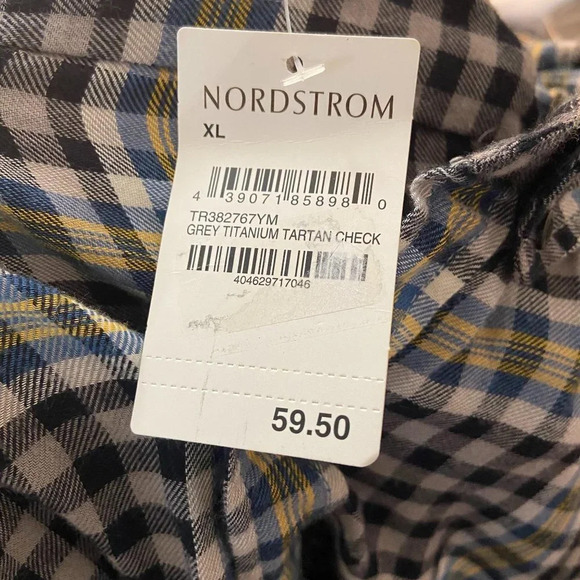 NORDSTROM
XL
4 39071 85898 0
TR382767YM
GREY TITANIUM TARTAN CHECK
404629717046
59.50